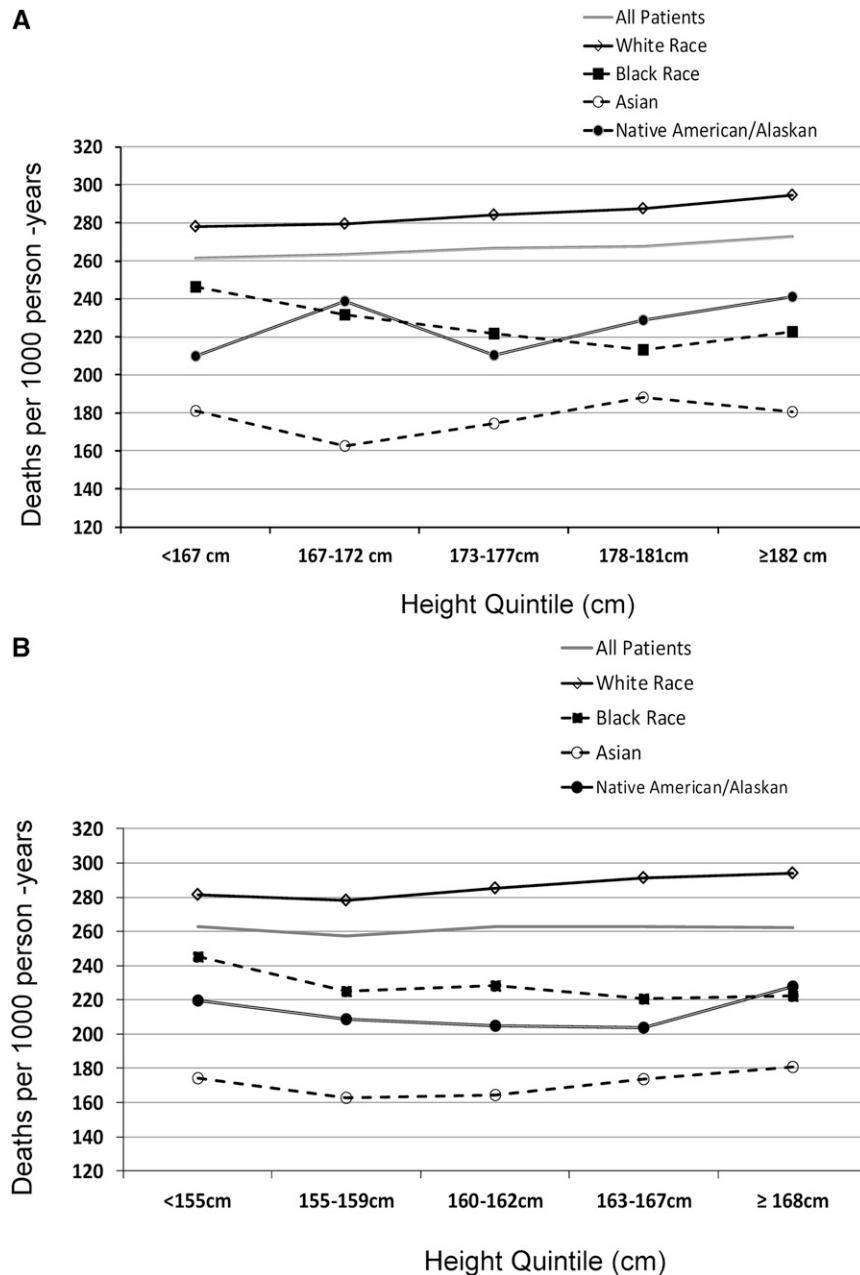 A
All Patients
White Race
Black Race
Asian
Native American/Alaskan
Deaths per 1000 person -years
320
300
280
260
240
220
200
180
160
140
120
<167 cm 167-172 cm 173-177cm 178-181cm ≥182 cm
Height Quintile (cm)
B
All Patients
White Race
Black Race
Asian
Native American/Alaskan
Deaths per 1000 person -years
320
300
280
260
240
220
200
180
160
140
120
<155cm 155-159cm 160-162cm 163-167cm ≥ 168cm
Height Quintile (cm)